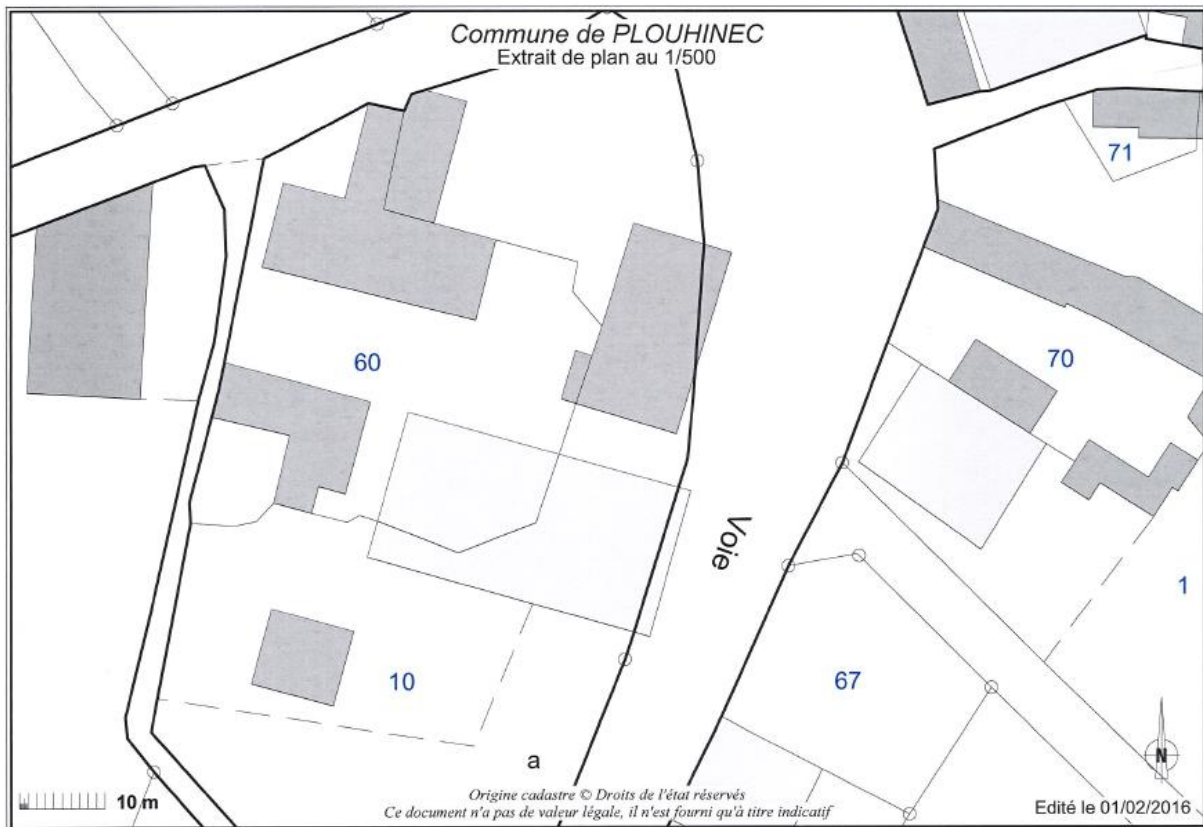 Commune de PLOUHINEC
Extrait de plan au 1/500
71
60
70
Voie
1
10
67
a
N
10 m
Origine cadastre © Droits de l'état réservés
Ce document n'a pas de valeur légale, il n'est fourni qu'à titre indicatif
Edité le 01/02/2016